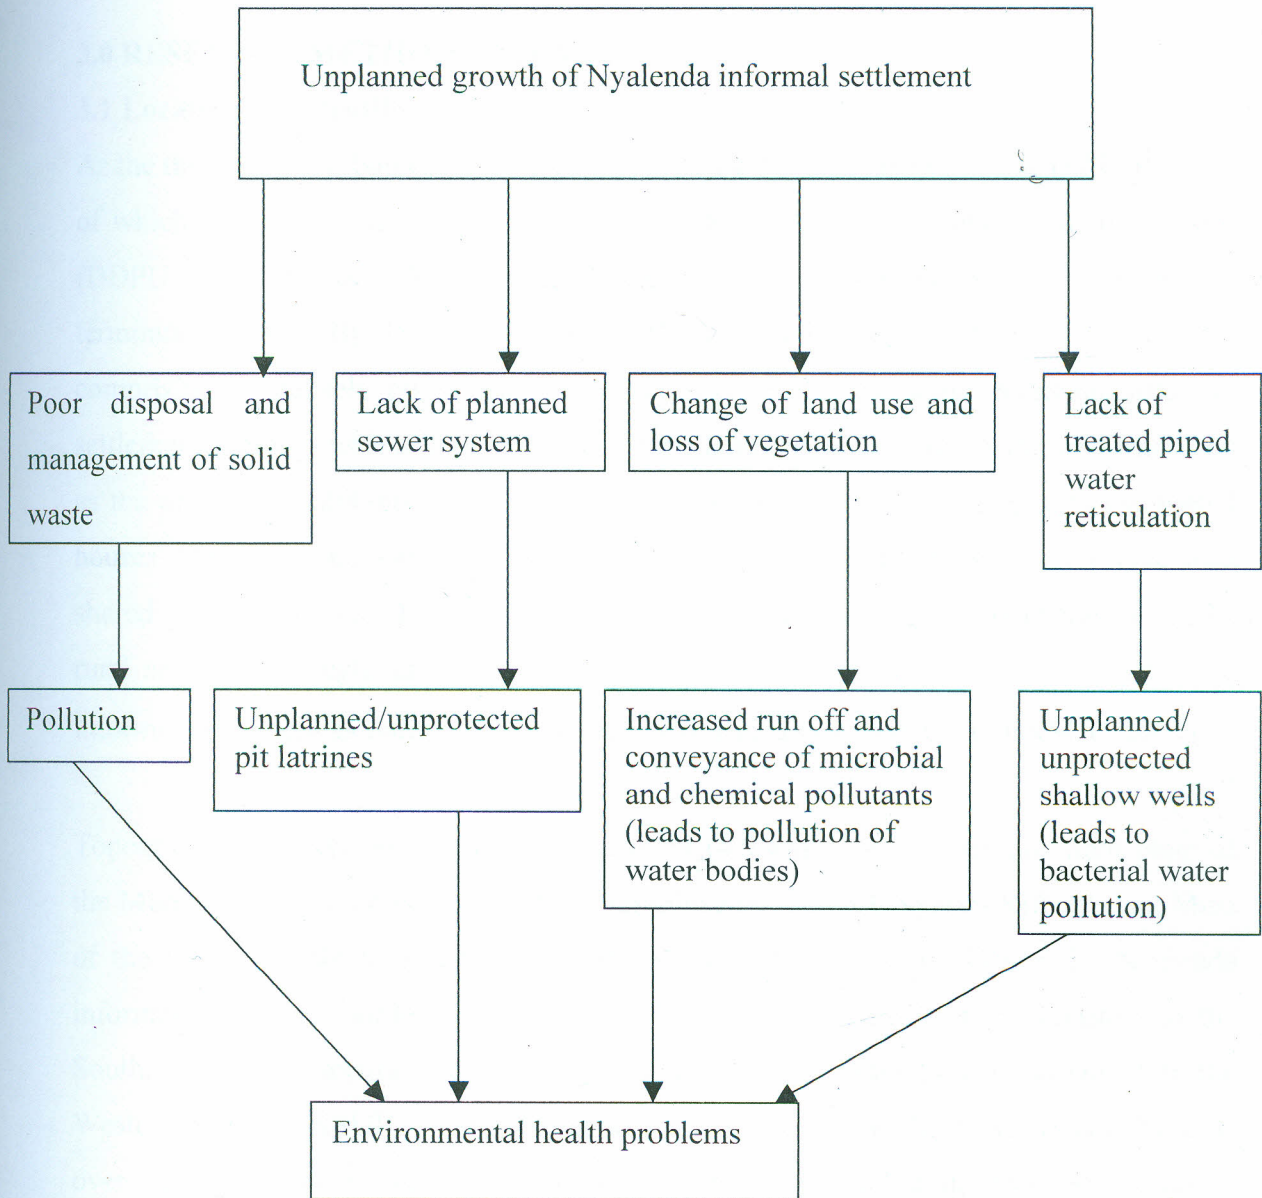 Unplanned growth of Nyalenda informal settlement
Poor disposal and
management of solid
waste
Lack of planned
sewer system
Change of land use and
loss of vegetation
Lack of
treated piped
water
reticulation
Pollution
Unplanned/unprotected
pit latrines
Increased run off and
conveyance of microbial
and chemical pollutants
(leads to pollution of
water bodies)
Unplanned/
unprotected
shallow wells
(leads to
bacterial water
pollution)
Environmental health problems